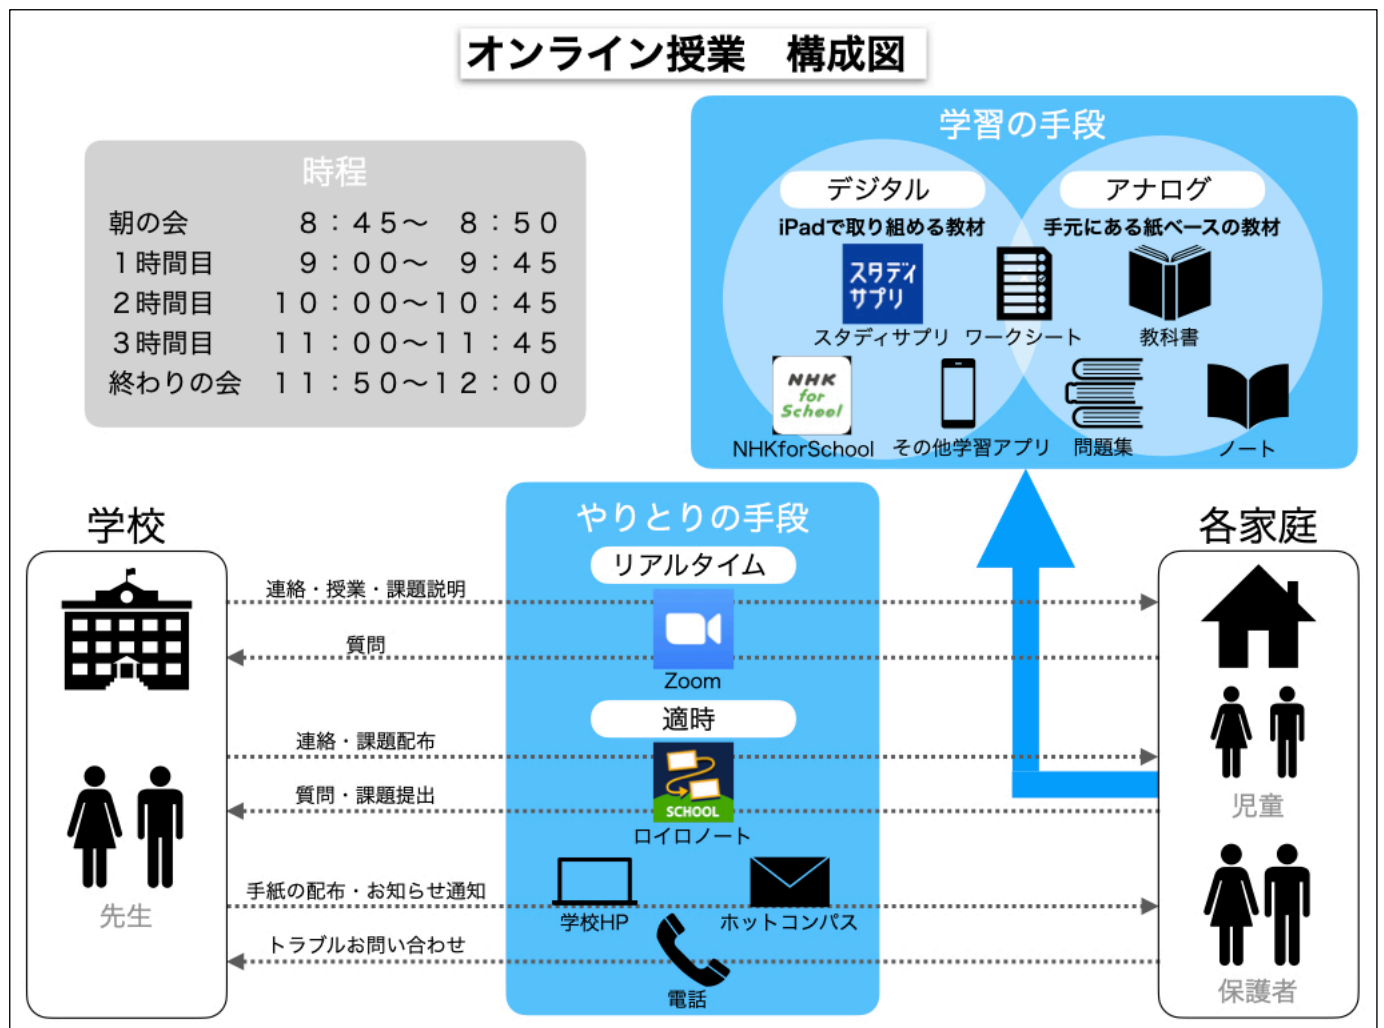 オンライン授業　構成図
時程
朝の会　８：４５〜　８：５０
１時間目　９：００〜　９：４５
２時間目　１０：００〜１０：４５
３時間目　１１：００〜１１：４５
終わりの会　１１：５０〜１２：００
学習の手段
デジタル
アナログ
iPadで取り組める教材
手元にある紙ベースの教材
スタディ
サプリ
スタディサプリ
ワークシート
教科書
NHK
for
School
NHKforSchool
その他学習アプリ
問題集
ノート
学校
やりとりの手段
各家庭
リアルタイム
連絡・授業・課題説明
質問
Zoom
適時
連絡・課題配布
質問・課題提出
SCHOOL
ロイロノート
児童
手紙の配布・お知らせ通知
先生
学校HP
ホットコンパス
トラブルお問い合わせ
電話
保護者